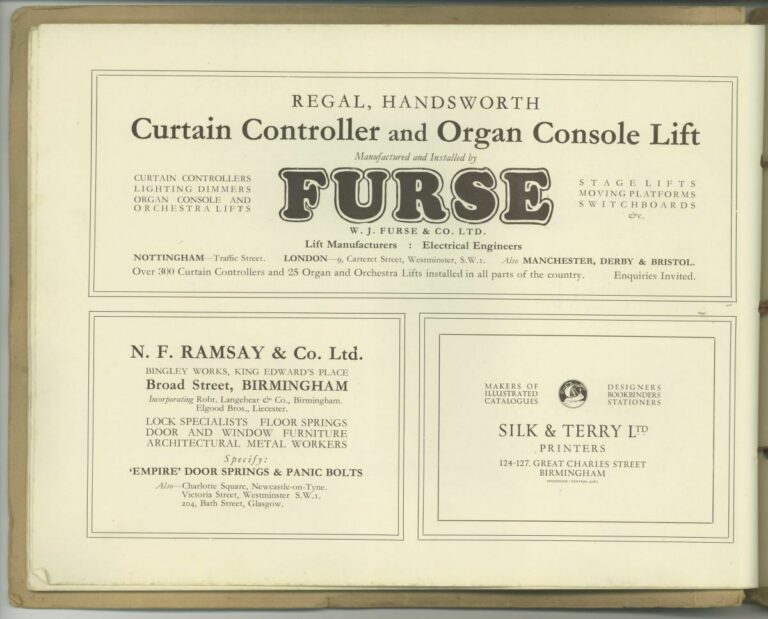 REGAL, HANDSWORTH
Curtain Controller and Organ Console Lift
Manufactured and Installed by
CURTAIN CONTROLLERS
LIGHTING DIMMERS
ORGAN CONSOLE AND
ORCHESTRA LIFTS
FURSE
STAGE LIFTS
MOVING PLATFORMS
SWITCHBOARDS
&c.
W. J. FURSE & CO. LTD.
Lift Manufacturers : Electrical Engineers
NOTTINGHAM—Traffic Street. LONDON—9, Carteret Street, Westminster, S.W.1. Also MANCHESTER, DERBY & BRISTOL.
Over 300 Curtain Controllers and 25 Organ and Orchestra Lifts installed in all parts of the country. Enquiries Invited.
N. F. RAMSAY & Co. Ltd.
BINGLEY WORKS, KING EDWARD'S PLACE
Broad Street, BIRMINGHAM
Incorporating Robt. Langebear & Co., Birmingham.
Elgood Bros., Liecester.
LOCK SPECIALISTS FLOOR SPRINGS
DOOR AND WINDOW FURNITURE
ARCHITECTURAL METAL WORKERS
Specify:
'EMPIRE' DOOR SPRINGS & PANIC BOLTS
Also—Charlotte Square, Newcastle-on-Tyne.
Victoria Street, Westminster S.W.1.
204, Bath Street, Glasgow.
MAKERS OF
ILLUSTRATED
CATALOGUES
DESIGNERS
BOOKBINDERS
STATIONERS
SILK & TERRY LTD
PRINTERS
124-127, GREAT CHARLES STREET
BIRMINGHAM